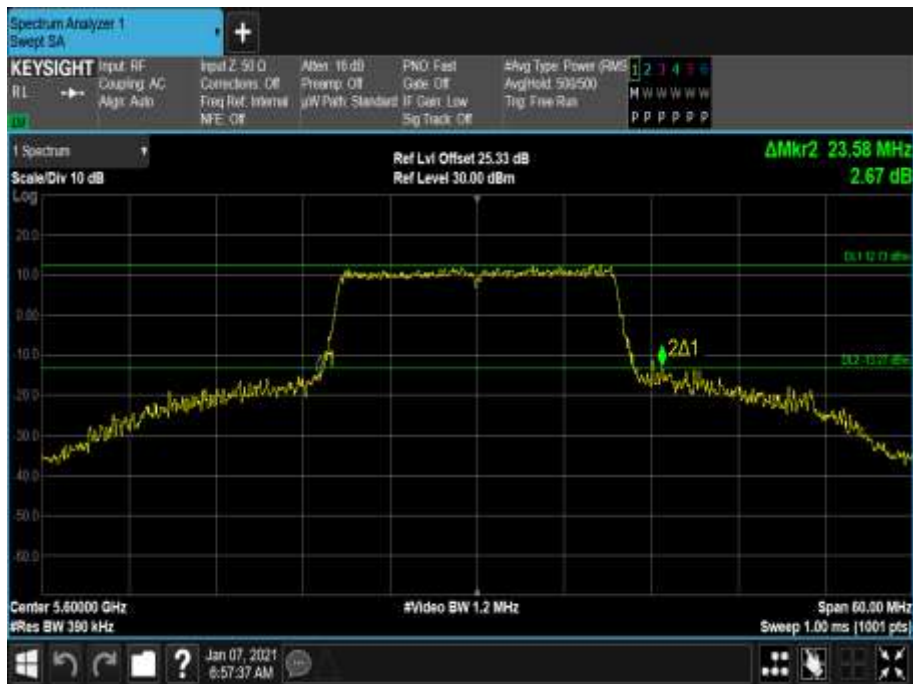 Spectrum Analyzer 1
Swept SA
+
KEYSIGHT
RL
Input: RF
Coupling: AC
Align: Auto
Input Z: 50 Ω
Corrections: Off
Freq Ref: Internal
NFE: Off
Atten: 16 dB
Preamp: Off
µW Path: Standard
PNO: Fast
Gate: Off
IF Gain: Low
Sig Track: Off
#Avg Type: Power (RMS
Avg|Hold: 500/500
Trig: Free Run
1 2 3 4 5 6
M W W W W W
P P P P P P
1 Spectrum
Scale/Div 10 dB
Log
Ref Lvl Offset 25.33 dB
Ref Level 30.00 dBm
ΔMkr2 23.58 MHz
2.67 dB
20.0
10.0
0.00
-10.0
-20.0
-30.0
-40.0
-50.0
-60.0
2Δ1
Center 5.60000 GHz
#Res BW 390 kHz
#Video BW 1.2 MHz
Span 60.00 MHz
Sweep 1.00 ms (1001 pts)
?
Jan 07, 2021
6:57:37 AM